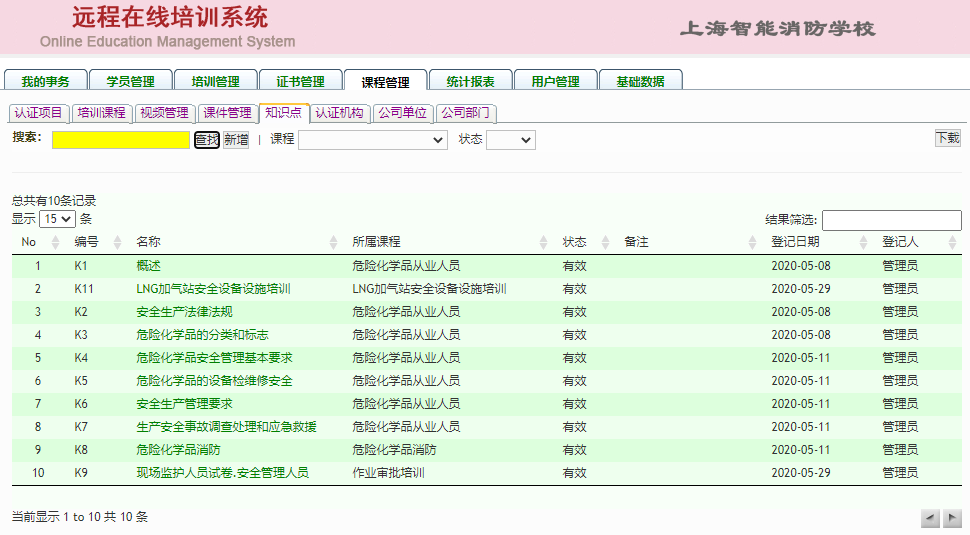 远程在线培训系统
Online Education Management System
上海智能消防学校
我的事务 学员管理 培训管理 证书管理 课程管理 统计报表 用户管理 基础数据
认证项目 培训课程 视频管理 课件管理 知识点 认证机构 公司单位 公司部门
搜索: 查找 新增 | 课程 状态 下载
总共有10条记录
显示 15 条 结果筛选:
No 编号 名称 所属课程 状态 备注 登记日期 登记人
1 K1 概述 危险化学品从业人员 有效 2020-05-08 管理员
2 K11 LNG加气站安全设备设施培训 LNG加气站安全设备设施培训 有效 2020-05-29 管理员
3 K2 安全生产法律法规 危险化学品从业人员 有效 2020-05-08 管理员
4 K3 危险化学品的分类和标志 危险化学品从业人员 有效 2020-05-08 管理员
5 K4 危险化学品安全管理基本要求 危险化学品从业人员 有效 2020-05-11 管理员
6 K5 危险化学品的设备检维修安全 危险化学品从业人员 有效 2020-05-11 管理员
7 K6 安全生产管理要求 危险化学品从业人员 有效 2020-05-11 管理员
8 K7 生产安全事故调查处理和应急救援 危险化学品从业人员 有效 2020-05-11 管理员
9 K8 危险化学品消防 危险化学品消防 有效 2020-05-11 管理员
10 K9 现场监护人员试卷.安全管理人员 作业审批培训 有效 2020-05-29 管理员
当前显示 1 to 10 共 10 条